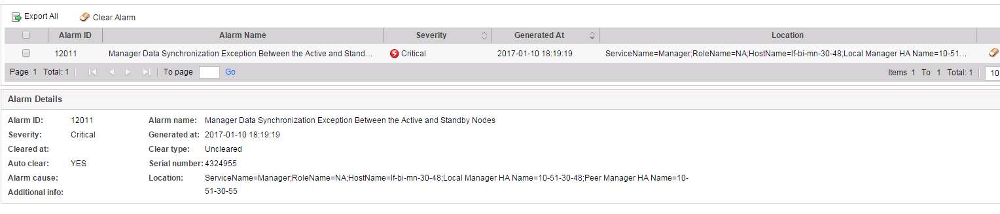 Export All Clear Alarm
Alarm ID Alarm Name Severity Generated At Location
12011 Manager Data Synchronization Exception Between the Active and Stand... Critical 2017-01-10 18:19:19 ServiceName=Manager;RoleName=NA;HostName=lf-bi-mn-30-48;Local Manager HA Name=10-51...
Page 1 Total: 1 To page Go Items 1 To 1 Total: 1 10
Alarm Details
Alarm ID: 12011 Alarm name: Manager Data Synchronization Exception Between the Active and Standby Nodes
Severity: Critical Generated at: 2017-01-10 18:19:19
Cleared at: Clear type: Uncleared
Auto clear: YES Serial number: 4324955
Alarm cause: Location: ServiceName=Manager;RoleName=NA;HostName=lf-bi-mn-30-48;Local Manager HA Name=10-51-30-48;Peer Manager HA Name=10-
Additional info: 51-30-55